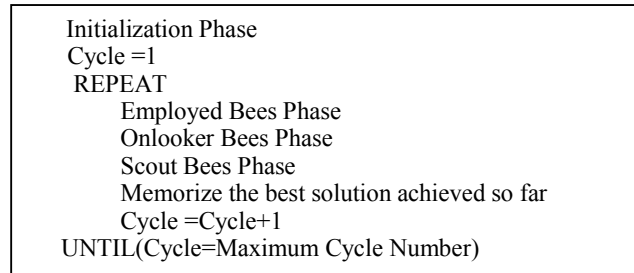 Initialization Phase
Cycle =1
REPEAT
Employed Bees Phase
Onlooker Bees Phase
Scout Bees Phase
Memorize the best solution achieved so far
Cycle =Cycle+1
UNTIL(Cycle=Maximum Cycle Number)